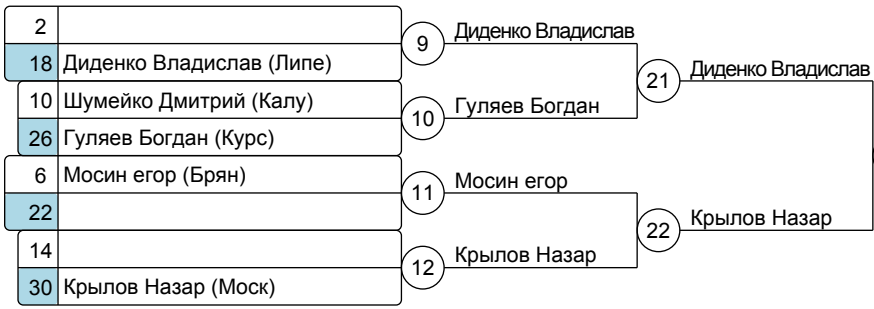 2
18 Диденко Владислав (Липе)
10 Шумейко Дмитрий (Калу)
26 Гуляев Богдан (Курс)
6 Мосин егор (Брян)
22
14
30 Крылов Назар (Моск)
9 Диденко Владислав
10 Гуляев Богдан
11 Мосин егор
12 Крылов Назар
21 Диденко Владислав
22 Крылов Назар